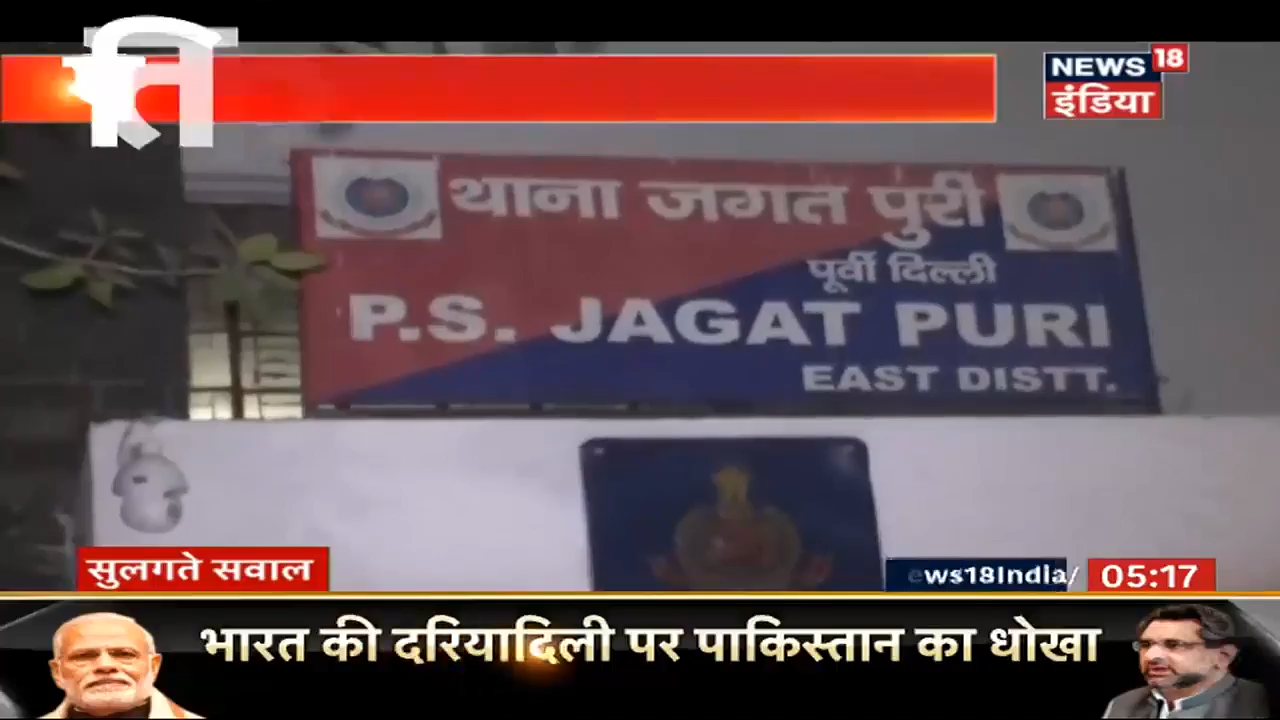 NEWS 18
इंडिया
थाना जगत पुरी
पूर्वी दिल्ली
P.S. JAGAT PURI
EAST DISTT.
सुलगते सवाल
ews18India/
05:17
भारत की दरियादिली पर पाकिस्तान का धोखा